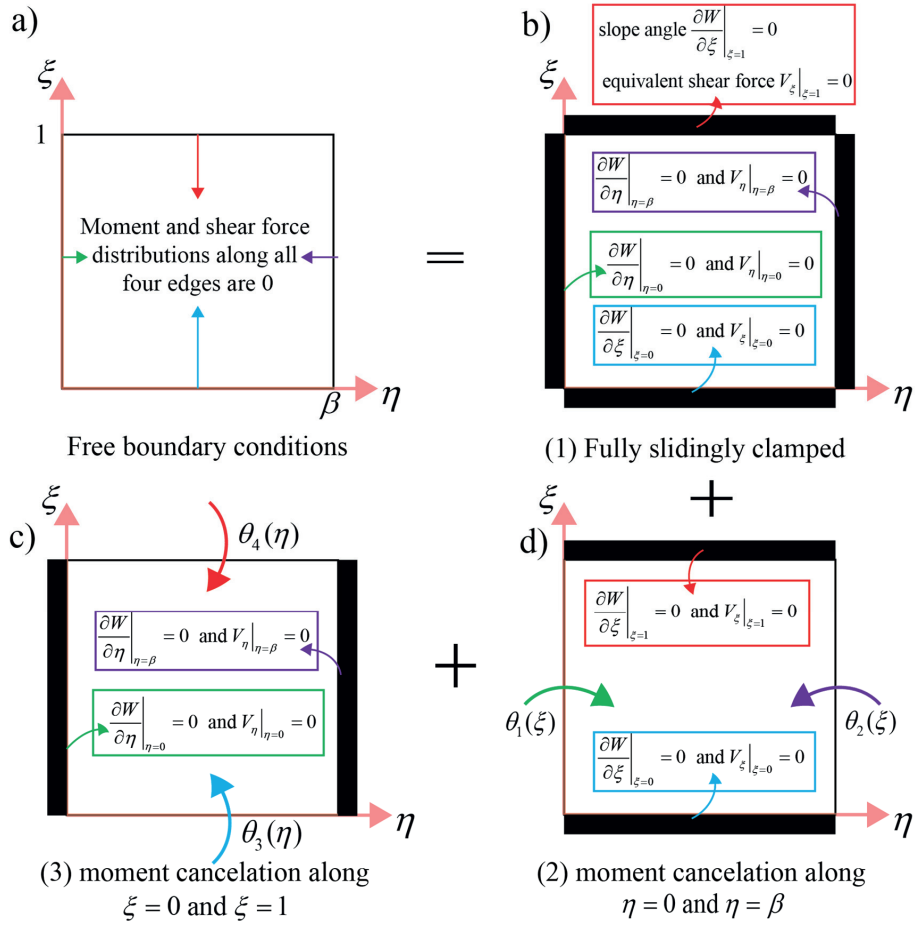 a)
ξ
1
Moment and shear force
distributions along all
four edges are 0
β
η
Free boundary conditions
=
b)
slope angle ∂W/∂ξ|ξ=1 = 0
equivalent shear force Vξ|ξ=1 = 0
ξ
∂W/∂η|η=β = 0 and Vη|η=β = 0
∂W/∂η|η=0 = 0 and Vη|η=0 = 0
∂W/∂ξ|ξ=0 = 0 and Vξ|ξ=0 = 0
η
(1) Fully slidingly clamped
+
c)
ξ
θ4(η)
∂W/∂η|η=β = 0 and Vη|η=β = 0
∂W/∂η|η=0 = 0 and Vη|η=0 = 0
θ3(η)
η
(3) moment cancelation along
ξ = 0 and ξ = 1
+
d)
ξ
∂W/∂ξ|ξ=1 = 0 and Vξ|ξ=1 = 0
θ1(ξ)
θ2(ξ)
∂W/∂ξ|ξ=0 = 0 and Vξ|ξ=0 = 0
η
(2) moment cancelation along
η = 0 and η = β